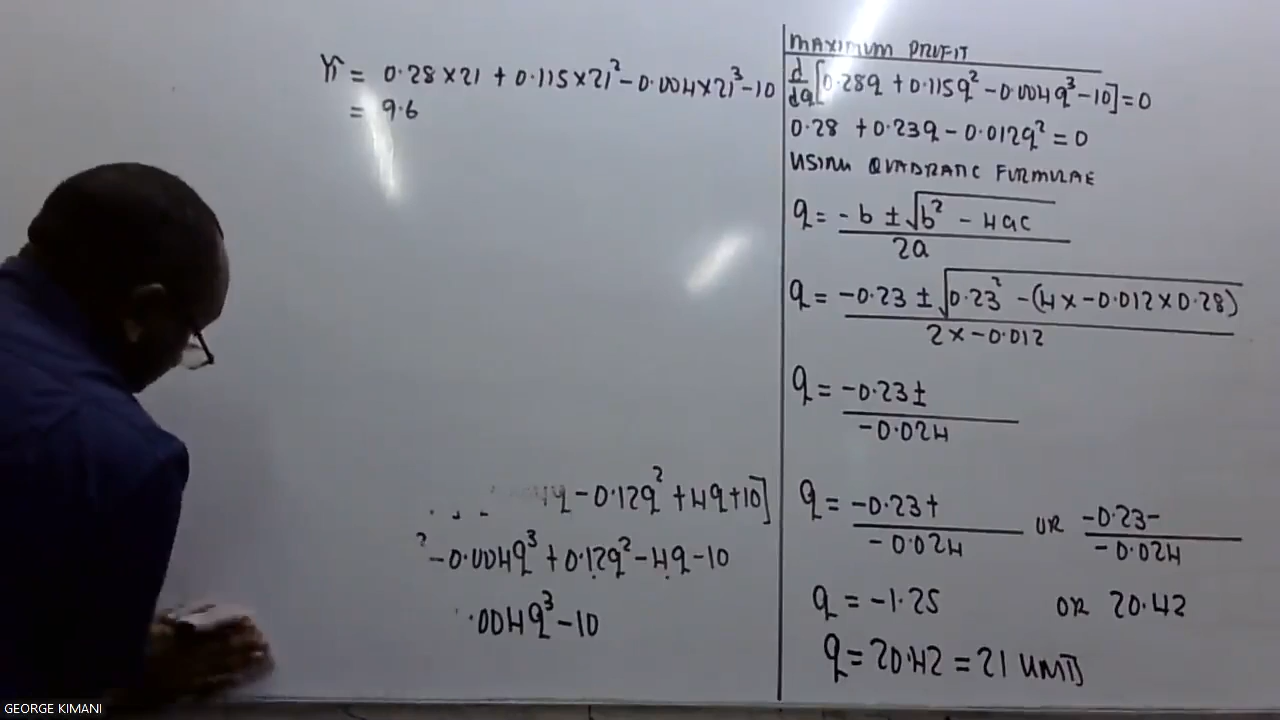 π = 0.28 × 21 + 0.115 × 21² - 0.004 × 21³ - 10
= 9.6
- 0.12q² + 4q + 10]
² - 0.004q³ + 0.12q² - 4q - 10
.004q³ - 10
MAXIMUM PROFIT
d/dq [0.28q + 0.115q² - 0.004q³ - 10] = 0
0.28 + 0.23q - 0.012q² = 0
USING QUADRATIC FORMULAE
q = -b ± √b² - 4ac / 2a
q = -0.23 ± √0.23² - (4 × -0.012 × 0.28) / 2 × -0.012
q = -0.23 ± / -0.024
q = -0.23 + / -0.024 OR -0.23 - / -0.024
q = -1.25 OR 20.42
q = 20.42 = 21 UNITS
GEORGE KIMANI